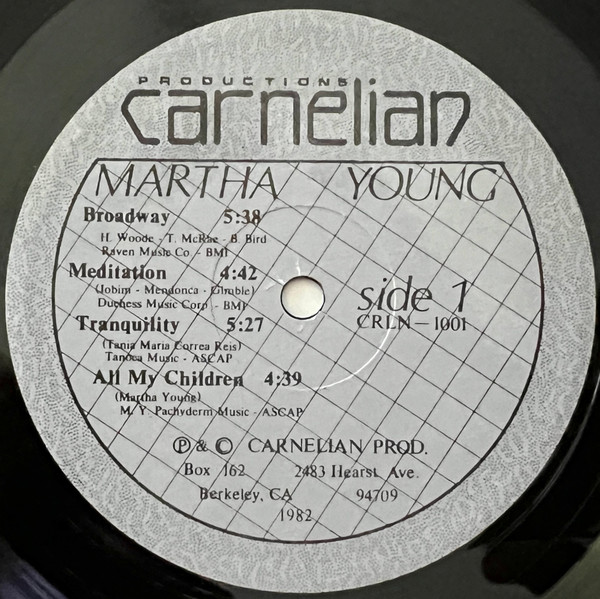 PRODUCTIONS
carnelian
MARTHA YOUNG
Broadway 5:38
H. Woode - T. McRae - B. Bird
Raven Music Co - BMI
Meditation 4:42
(Jobim - Mendonca - Gimble)
Duchess Music Corp - BMI
Tranquility 5:27
(Tania Maria Correa Reis)
Tanoca Music - ASCAP
All My Children 4:39
(Martha Young)
M. Y. Pachyderm Music - ASCAP
side 1
CRLN-1001
Ⓟ & © CARNELIAN PROD.
Box 162 2483 Hearst Ave.
Berkeley, CA 94709
1982